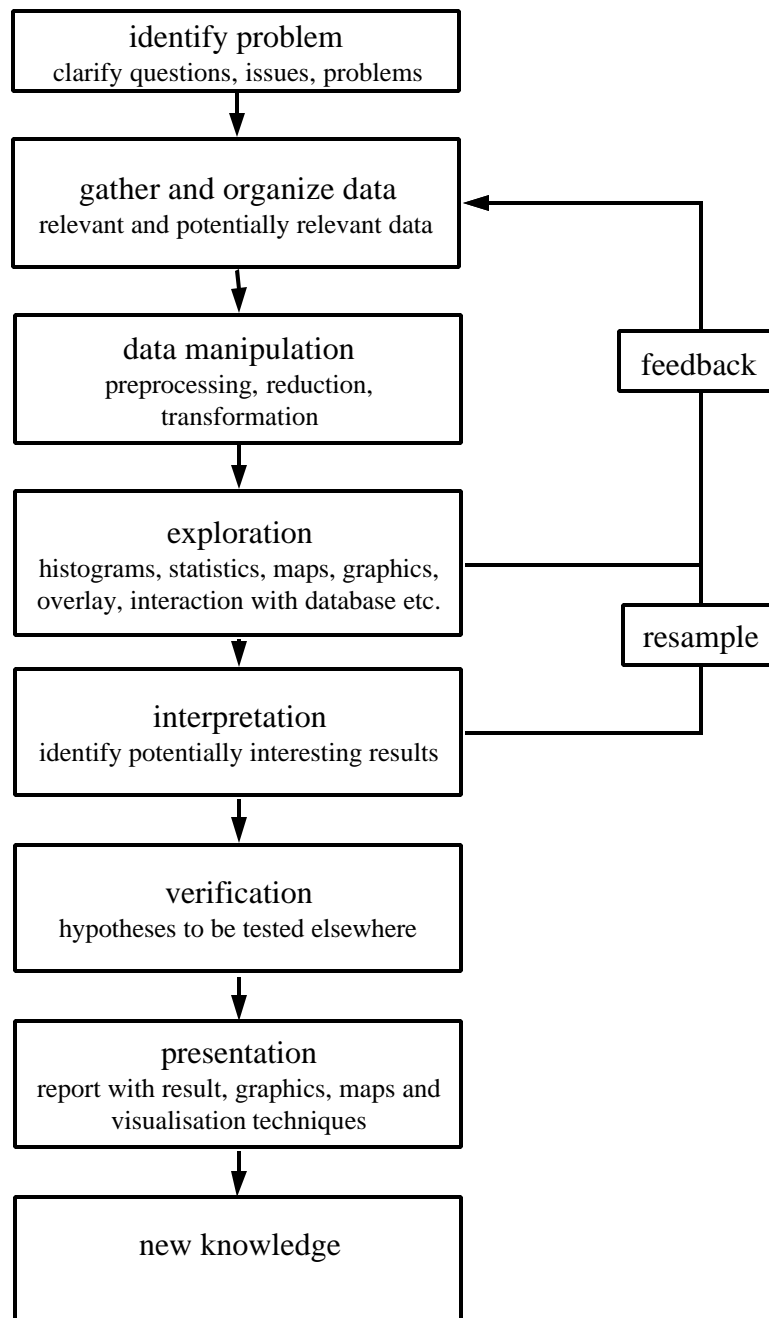 identify problem
clarify questions, issues, problems
gather and organize data
relevant and potentially relevant data
data manipulation
preprocessing, reduction,
transformation
feedback
exploration
histograms, statistics, maps, graphics,
overlay, interaction with database etc.
resample
interpretation
identify potentially interesting results
verification
hypotheses to be tested elsewhere
presentation
report with result, graphics, maps and
visualisation techniques
new knowledge